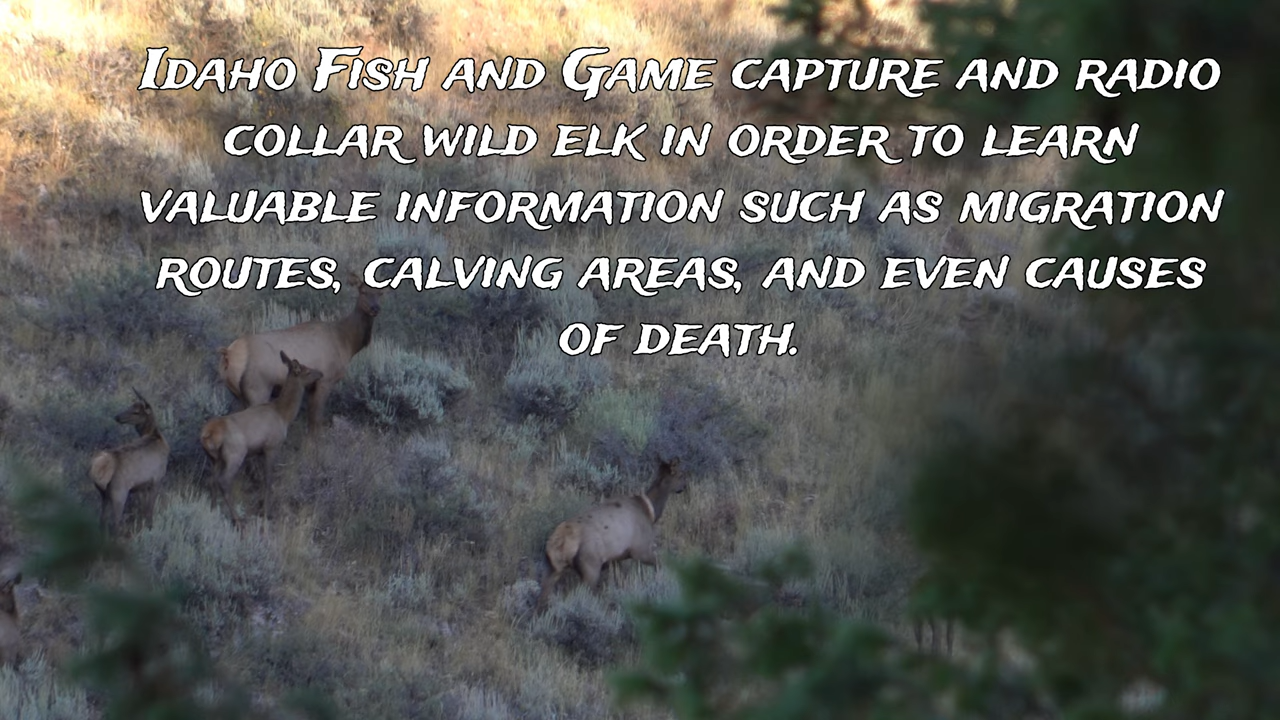 Idaho Fish and Game capture and radio
collar wild elk in order to learn
valuable information such as migration
routes, calving areas, and even causes
of death.